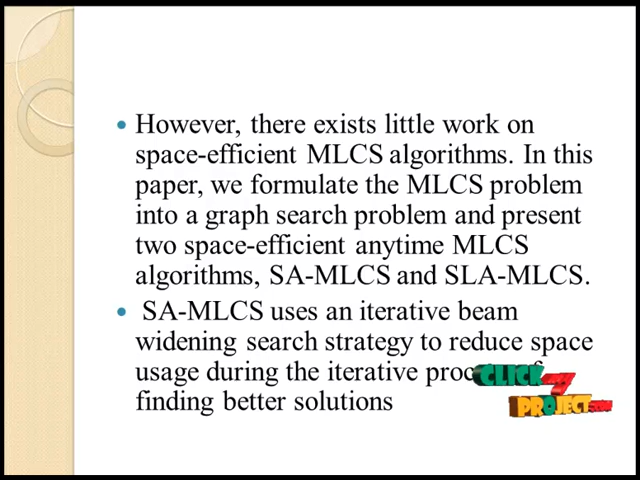 However, there exists little work on
space-efficient MLCS algorithms. In this
paper, we formulate the MLCS problem
into a graph search problem and present
two space-efficient anytime MLCS
algorithms, SA-MLCS and SLA-MLCS.
SA-MLCS uses an iterative beam
widening search strategy to reduce space
usage during the iterative
finding better solutions
CLICK
PROJECT